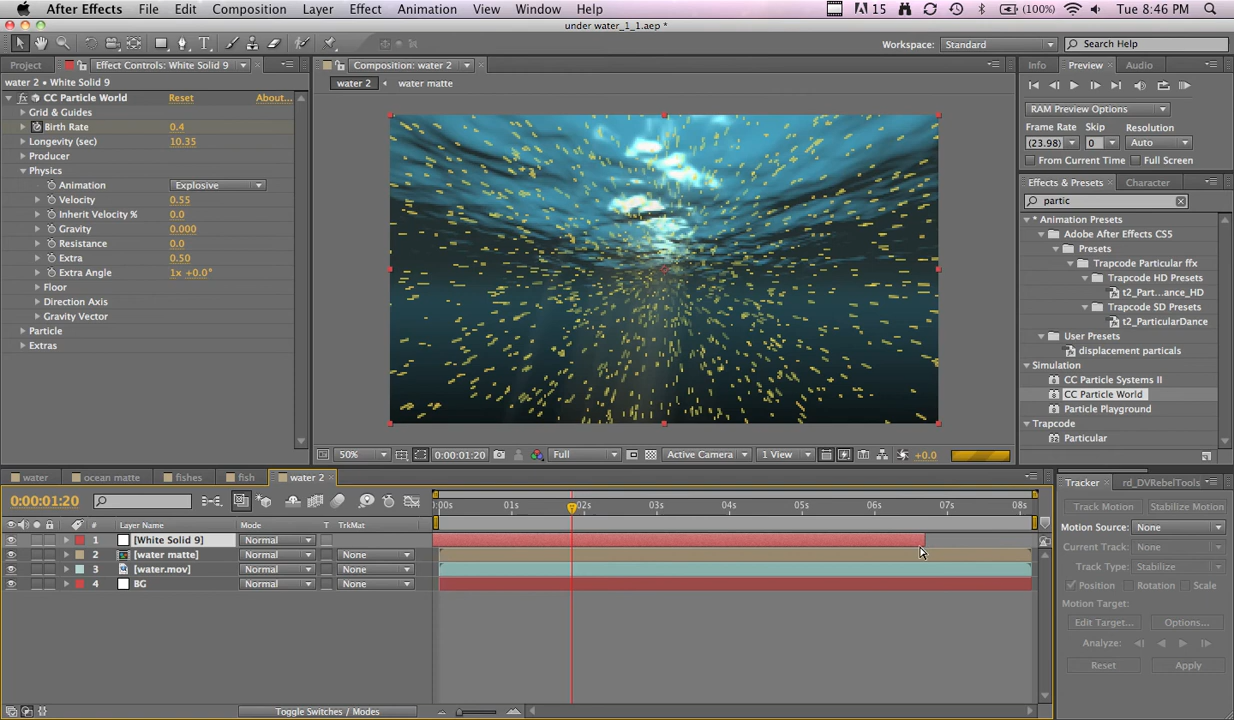 After Effects File Edit Composition Layer Effect Animation View Window Help 15 (100%) Tue 8:46 PM
under water_1_1.aep *
Workspace: Standard Search Help
Project Effect Controls: White Solid 9 Composition: water 2 Info Preview Audio
water 2 • White Solid 9 water 2 water matte
fx CC Particle World Reset About...
Grid & Guides
Birth Rate 0.4
Longevity (sec) 10.35
Producer
Physics
Animation Explosive
Velocity 0.55
Inherit Velocity % 0.0
Gravity 0.000
Resistance 0.0
Extra 0.50
Extra Angle 1x +0.0°
Floor
Direction Axis
Gravity Vector
Particle
Extras
RAM Preview Options
Frame Rate Skip Resolution
(23.98) 0 Auto
From Current Time Full Screen
Effects & Presets Character
partic
* Animation Presets
Adobe After Effects CS5
Presets
Trapcode Particular ffx
Trapcode HD Presets
t2_Part...ance_HD
Trapcode SD Presets
t2_ParticularDance
User Presets
displacement particals
Simulation
CC Particle Systems II
CC Particle World
Particle Playground
Trapcode
Particular
50% 0:00:01:20 Full Active Camera 1 View +0.0
water ocean matte fishes fish water 2
0:00:01:20
:00s 01s 02s 03s 04s 05s 06s 07s 08s
# Layer Name Mode T TrkMat
1 [White Solid 9] Normal
2 [water matte] Normal None
3 [water.mov] Normal None
4 BG Normal None
Toggle Switches / Modes
Tracker rd_DVRebelTools
Track Motion Stabilize Motion
Motion Source: None
Current Track: None
Track Type: Stabilize
Position Rotation Scale
Motion Target:
Edit Target... Options...
Analyze:
Reset Apply